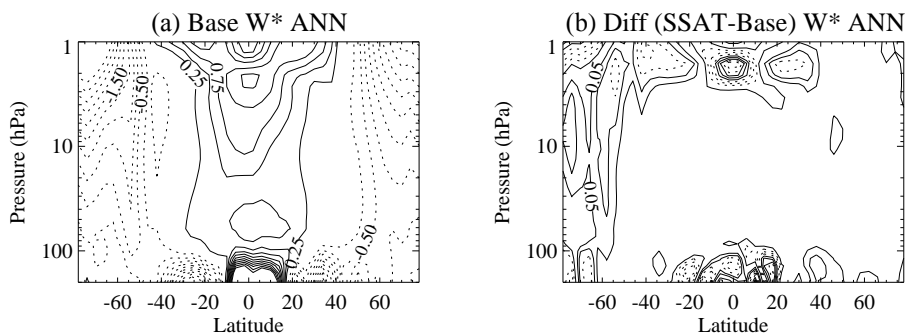 (a) Base W* ANN
1
10
100
Pressure (hPa)
-1.50
-0.50
0.25
0.75
0.25
-0.50
-60 -40 -20 0 20 40 60
Latitude
(b) Diff (SSAT-Base) W* ANN
1
10
100
Pressure (hPa)
0.05
0.05
-60 -40 -20 0 20 40 60
Latitude